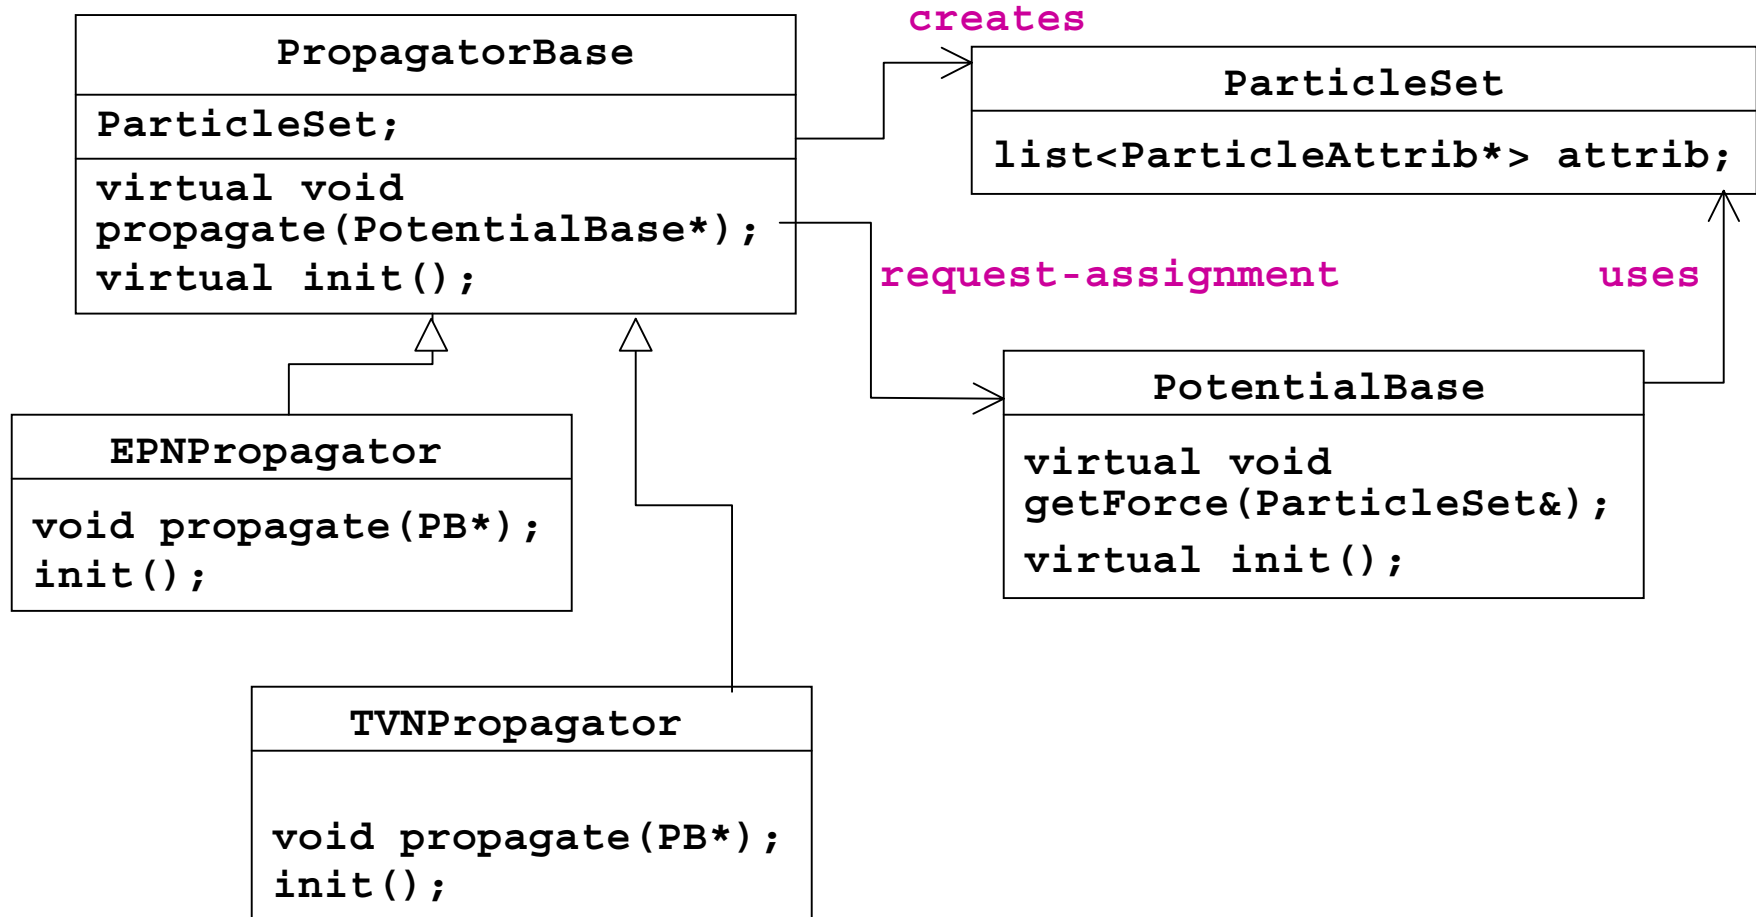 creates
PropagatorBase
ParticleSet;
virtual void
propagate(PotentialBase*);
virtual init();
ParticleSet
list<ParticleAttrib*> attrib;
request-assignment
uses
PotentialBase
virtual void
getForce(ParticleSet&);
virtual init();
EPNPropagator
void propagate(PB*);
init();
TVNPropagator
void propagate(PB*);
init();